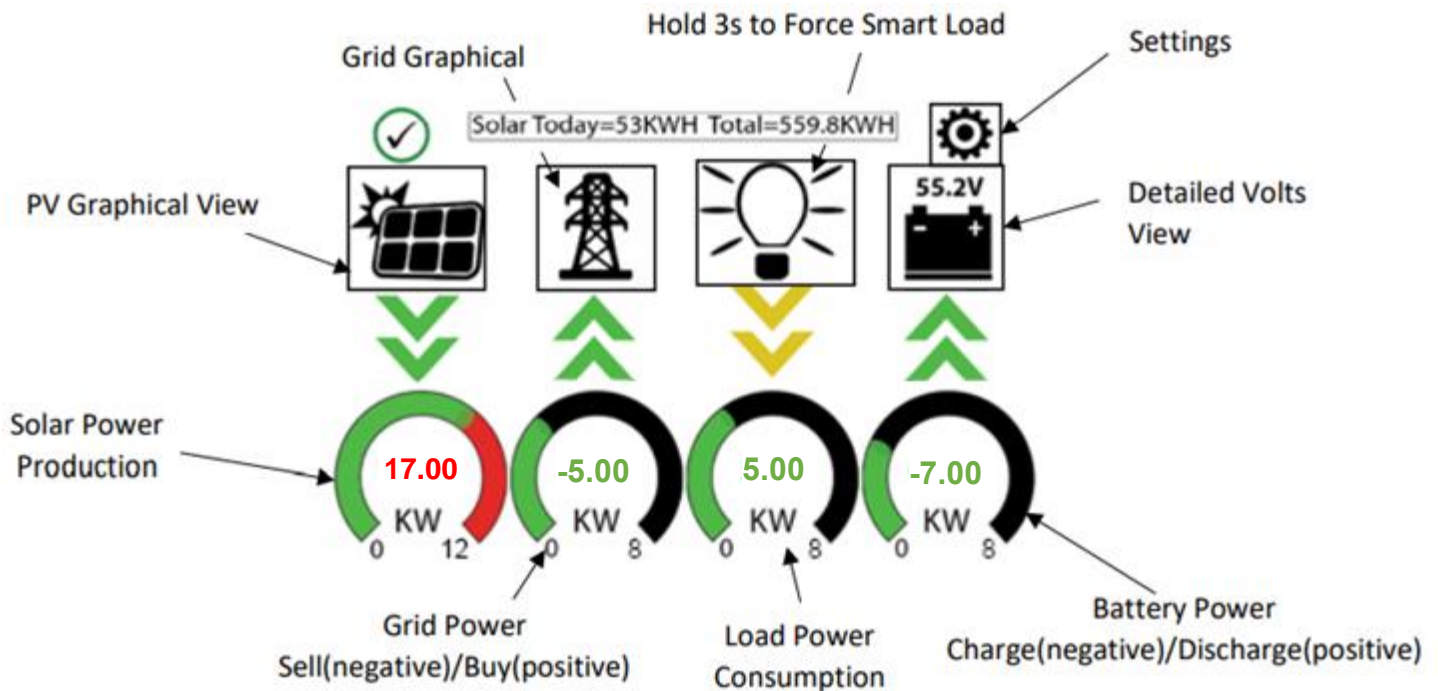 Hold 3s to Force Smart Load
Grid Graphical
Settings
Solar Today=53KWH Total=559.8KWH
PV Graphical View
55.2V
- +
Detailed Volts
View
Solar Power
Production
17.00
-5.00
5.00
-7.00
KW
KW
KW
KW
0 12
0 8
0 8
0 8
Grid Power
Sell(negative)/Buy(positive)
Load Power
Consumption
Battery Power
Charge(negative)/Discharge(positive)